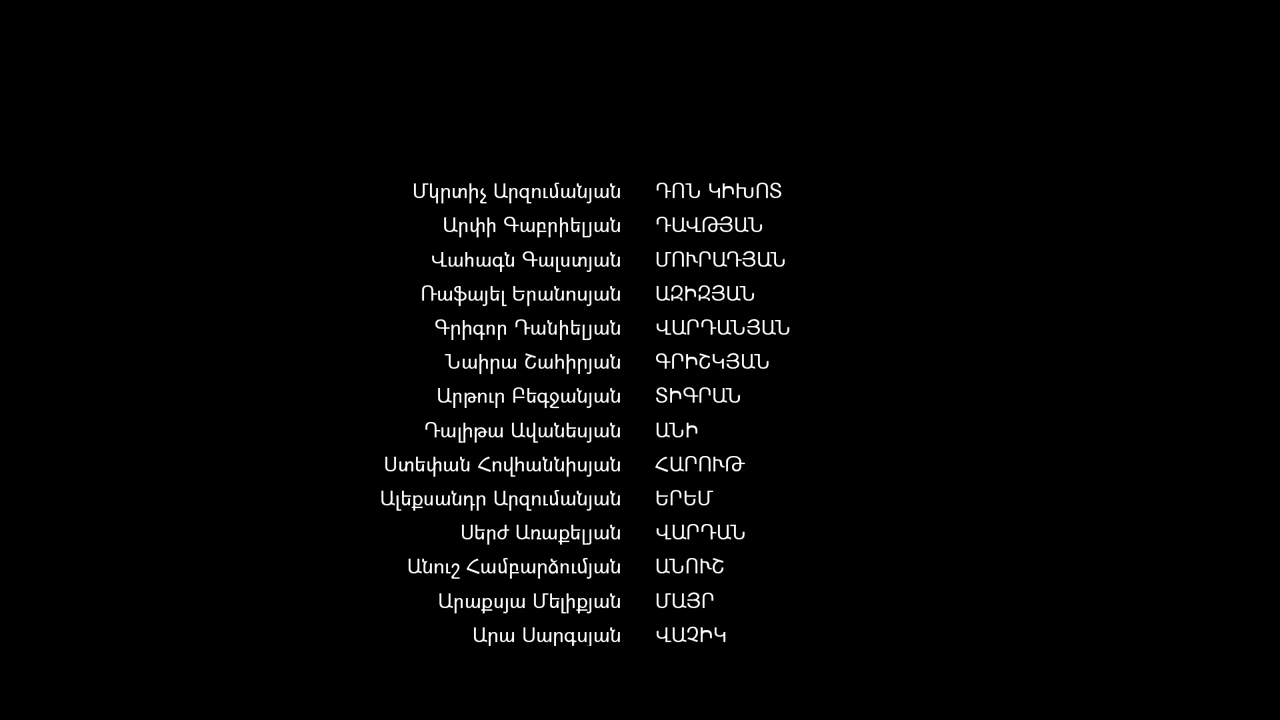 Մկրտիչ Արզումանյան ԴՈՆ ԿԻԽՈՏ
Արփի Գաբրիելյան ԴԱՎԹՅԱՆ
Վահագն Գալստյան ՄՈՒՐԱԴՅԱՆ
Ռաֆայել Երանոսյան ԱԶԻԶՅԱՆ
Գրիգոր Դանիելյան ՎԱՐԴԱՆՅԱՆ
Նաիրա Շահիրյան ԳՐԻՇԿՅԱՆ
Արթուր Բեգջանյան ՏԻԳՐԱՆ
Դալիթա Ավանեսյան ԱՆԻ
Ստեփան Հովհաննիսյան ՀԱՐՈՒԹ
Ալեքսանդր Արզումանյան ԵՐԵՄ
Սերժ Առաքելյան ՎԱՐԴԱՆ
Անուշ Համբարձումյան ԱՆՈՒՇ
Արաքսյա Մելիքյան ՄԱՅՐ
Արա Սարգսյան ՎԱՉԻԿ